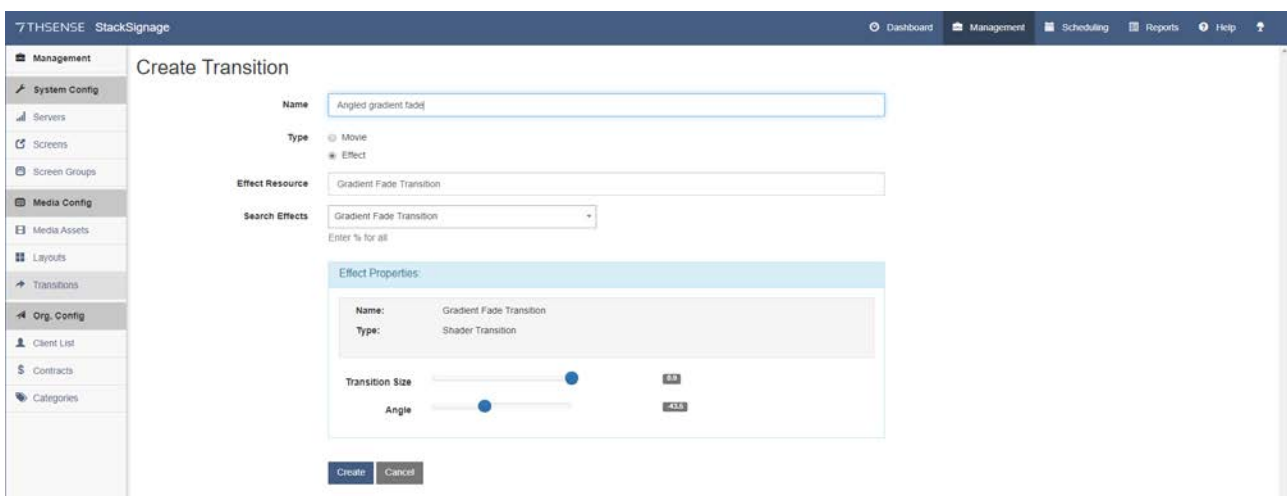 7THSENSE StackSignage
Dashboard Management Scheduling Reports Help
Management
System Config
Servers
Screens
Screen Groups
Media Config
Media Assets
Layouts
Transitions
Org. Config
Client List
Contracts
Categories
Create Transition
Name Angled gradient fade
Type Movie
Effect
Effect Resource Gradient Fade Transition
Search Effects Gradient Fade Transition
Enter % for all
Effect Properties:
Name: Gradient Fade Transition
Type: Shader Transition
Transition Size 0.9
Angle -43.6
Create Cancel